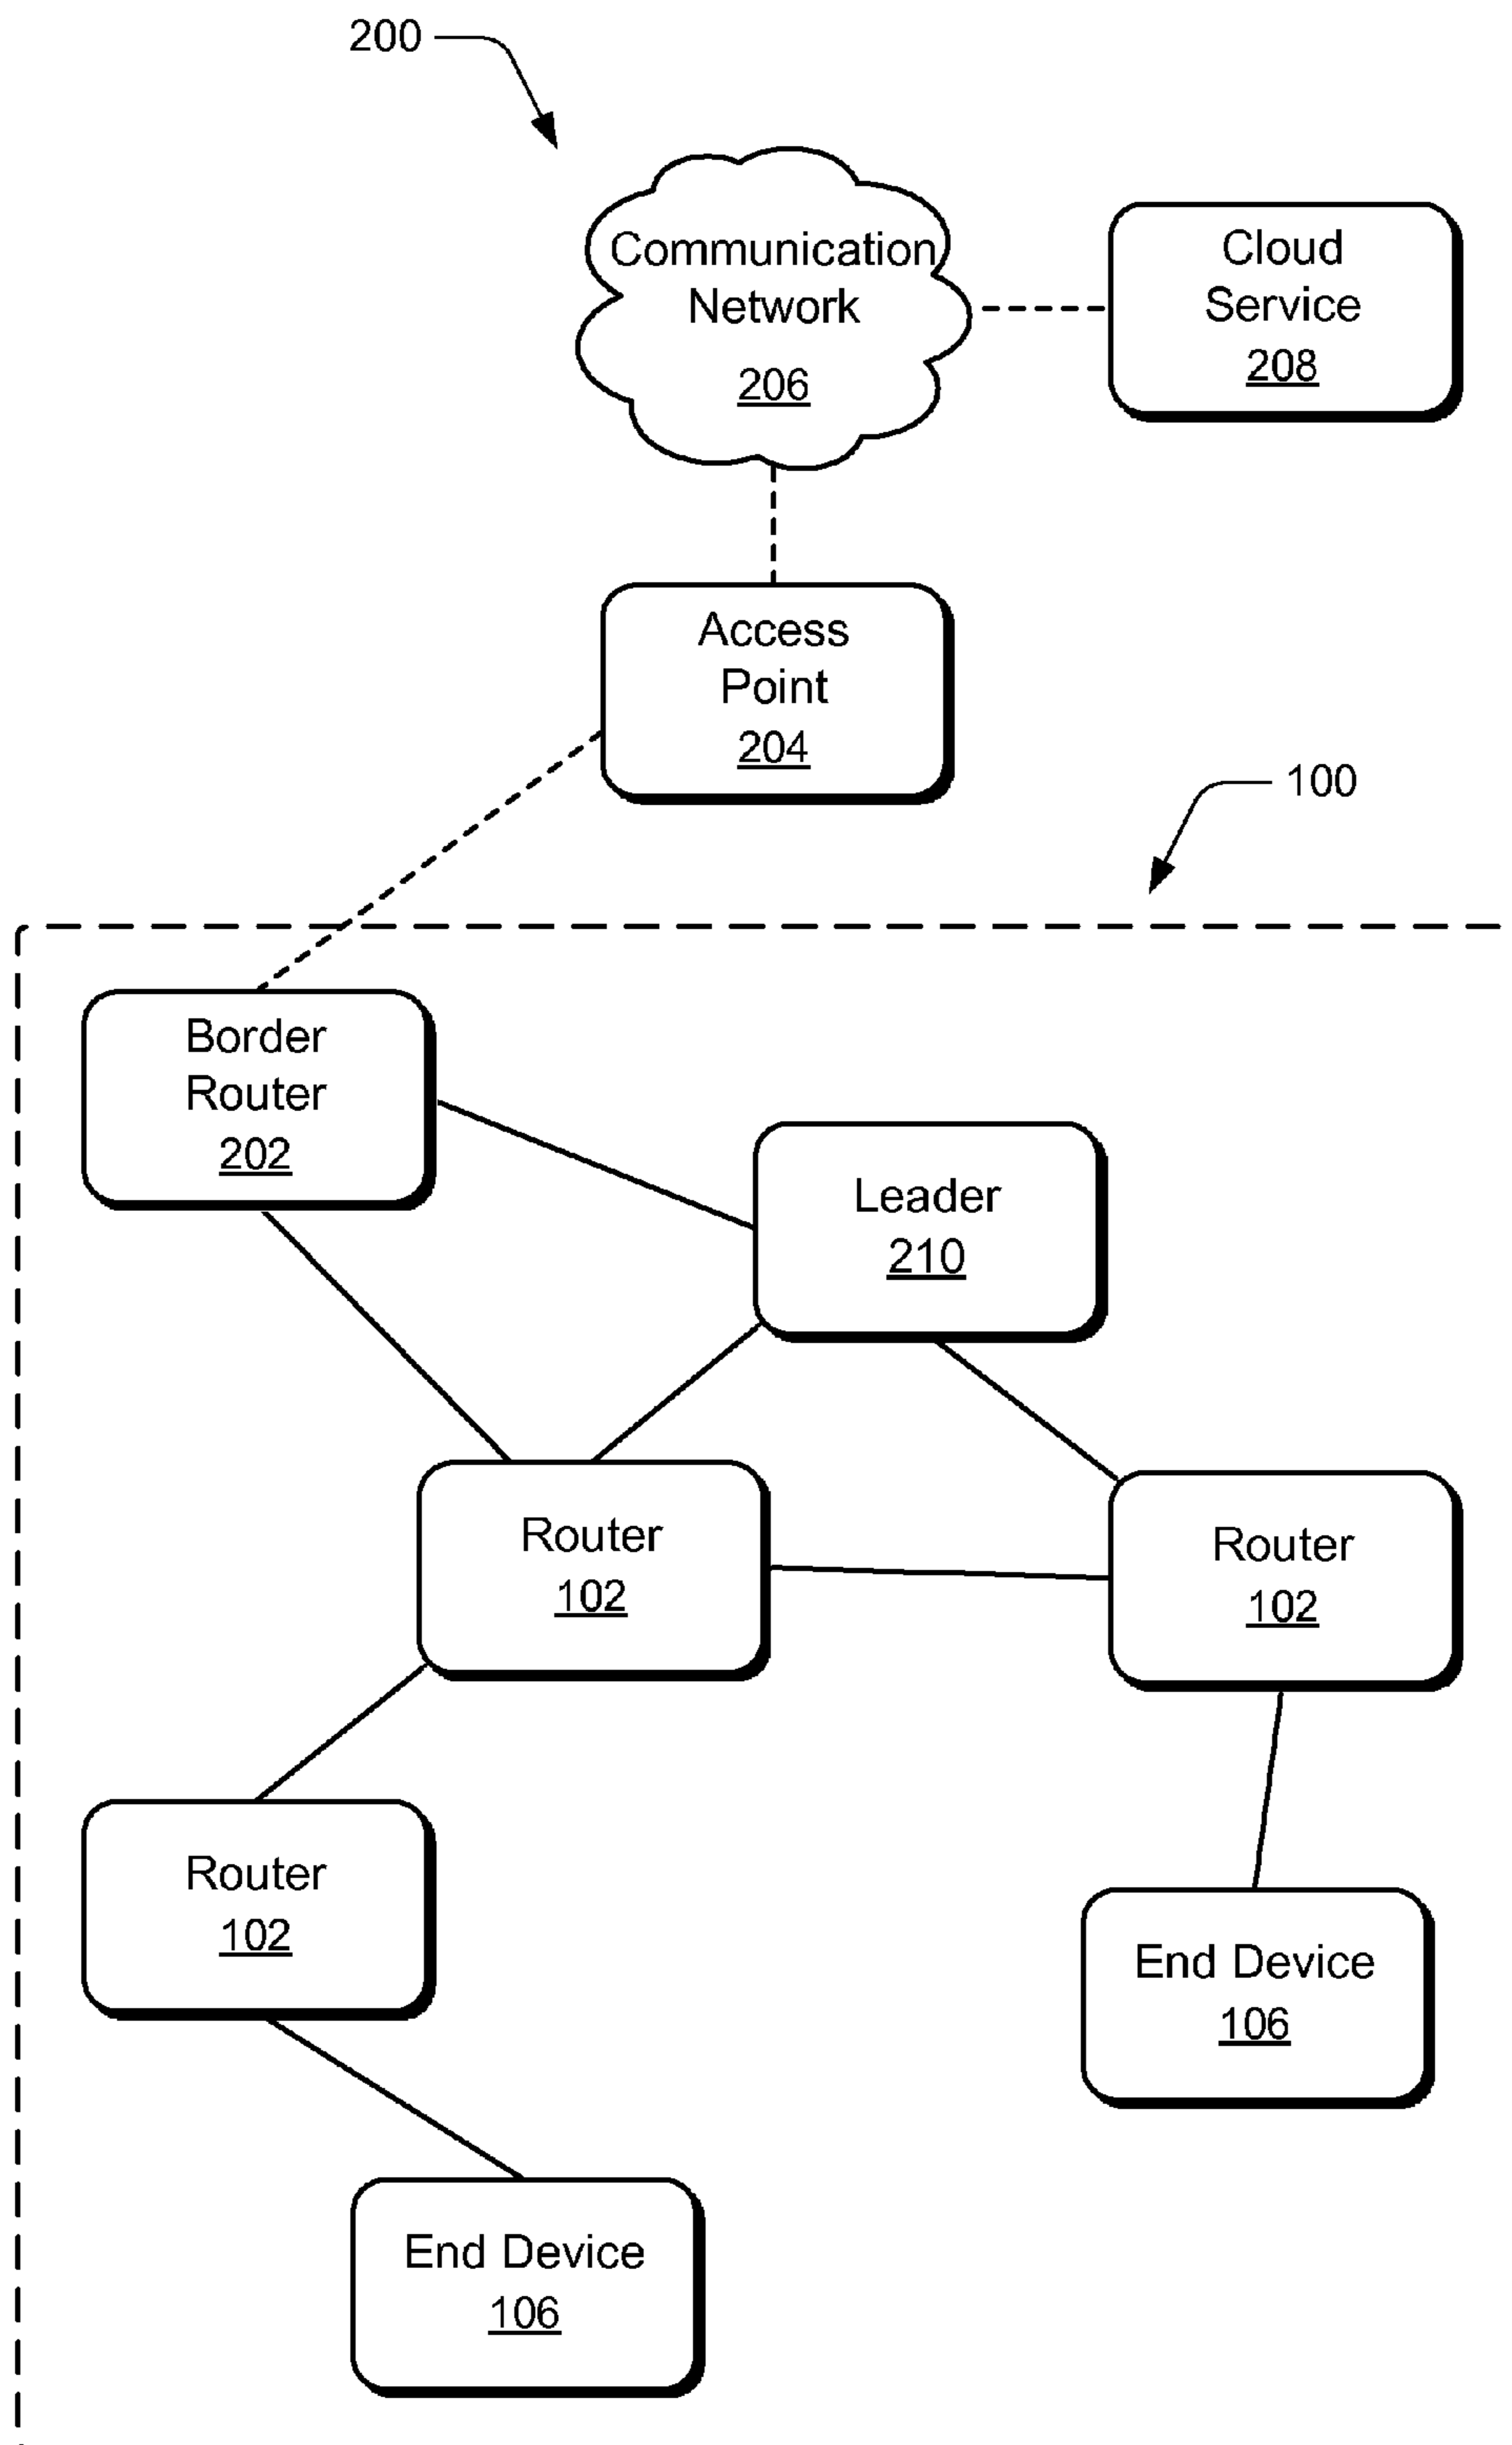 200
Communication
Network
206
Cloud
Service
208
Access
Point
204
100
Border
Router
202
Leader
210
Router
102
Router
102
Router
102
End Device
106
End Device
106